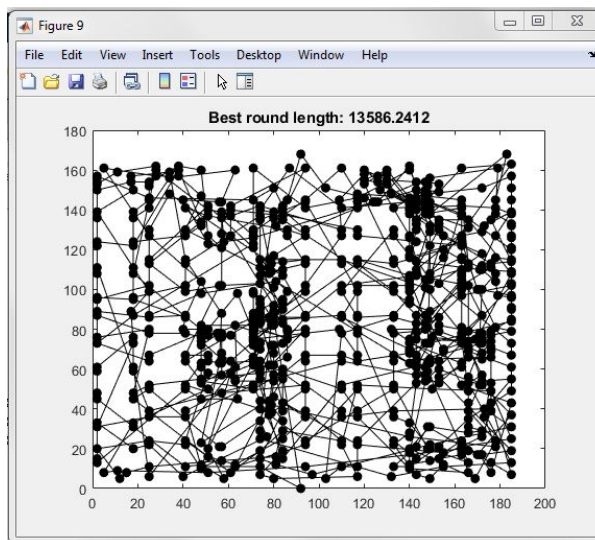 Figure 9
File Edit View Insert Tools Desktop Window Help
Best round length: 13586.2412
180
160
140
120
100
80
60
40
20
0
0 20 40 60 80 100 120 140 160 180 200